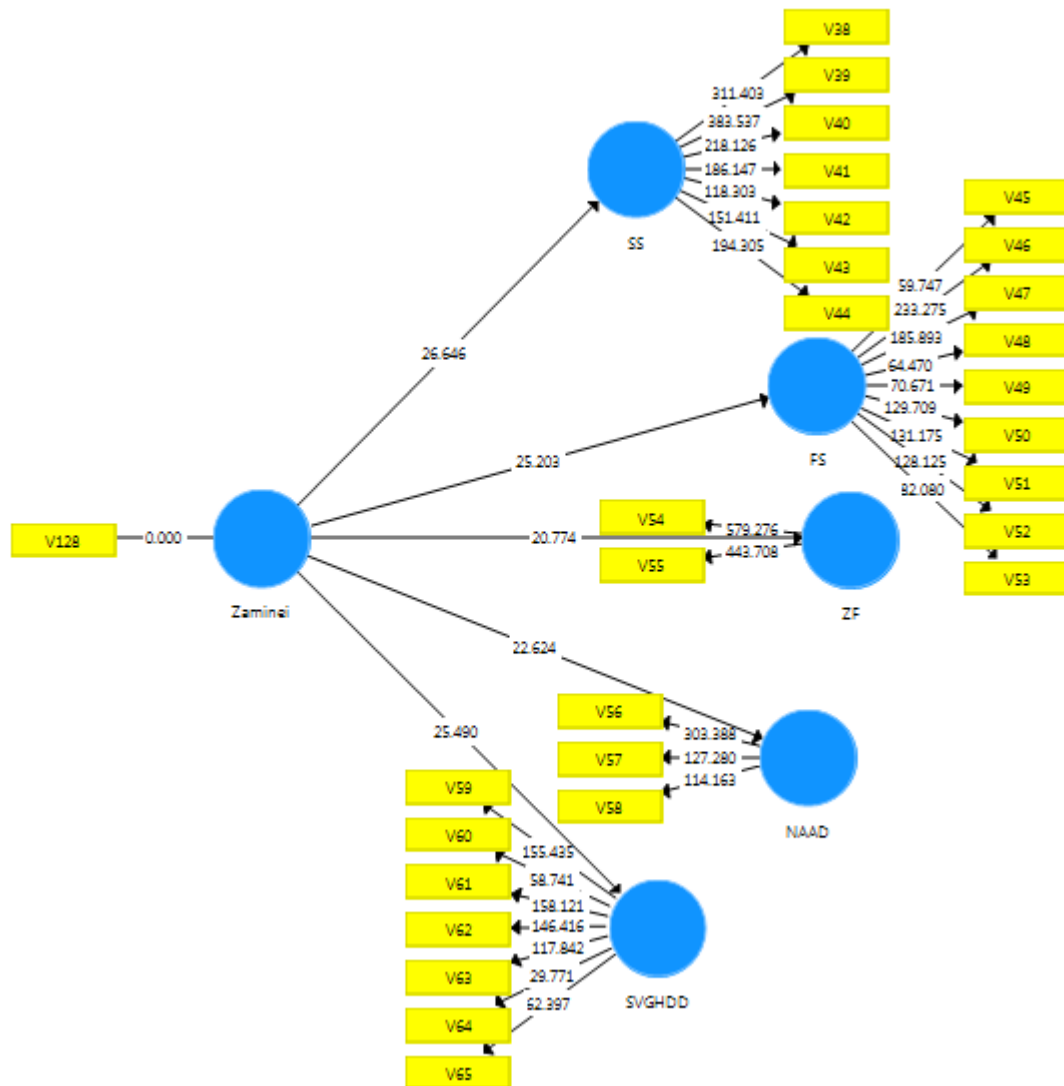 V38
V39
311.403
383.537
V40
218.126
186.147
V41
118.303
V42
151.411
194.305
V43
V44
SS
V45
V46
59.747
233.275
V47
185.893
V48
64.470
70.671
V49
129.709
V50
131.175
128.125
V51
82.080
V52
V53
FS
26.646
25.203
V128
0.000
Zaminei
20.774
V54
579.276
V55
443.708
ZF
22.624
V56
303.388
V57
127.280
V58
114.163
NAAD
25.490
V59
155.435
V60
58.741
V61
158.121
V62
146.416
117.842
V63
29.771
V64
62.397
V65
SVGHDD